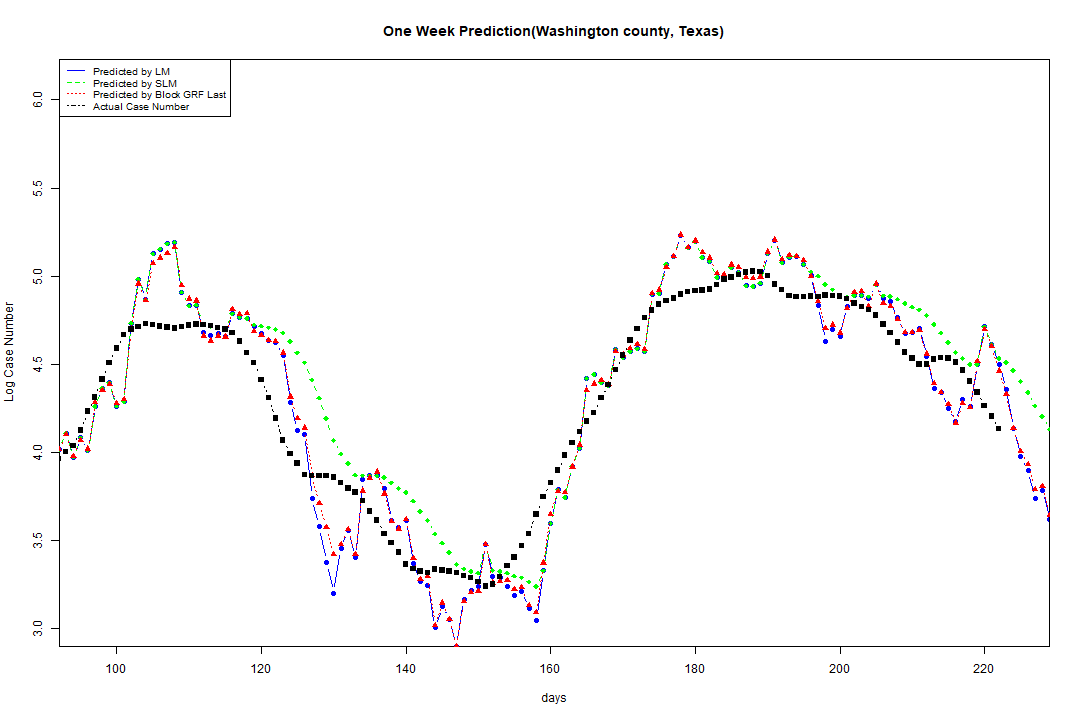 One Week Prediction(Washington county, Texas)
Predicted by LM
Predicted by SLM
Predicted by Block GRF Last
Actual Case Number
Log Case Number
6.0
5.5
5.0
4.5
4.0
3.5
3.0
100 120 140 160 180 200 220
days